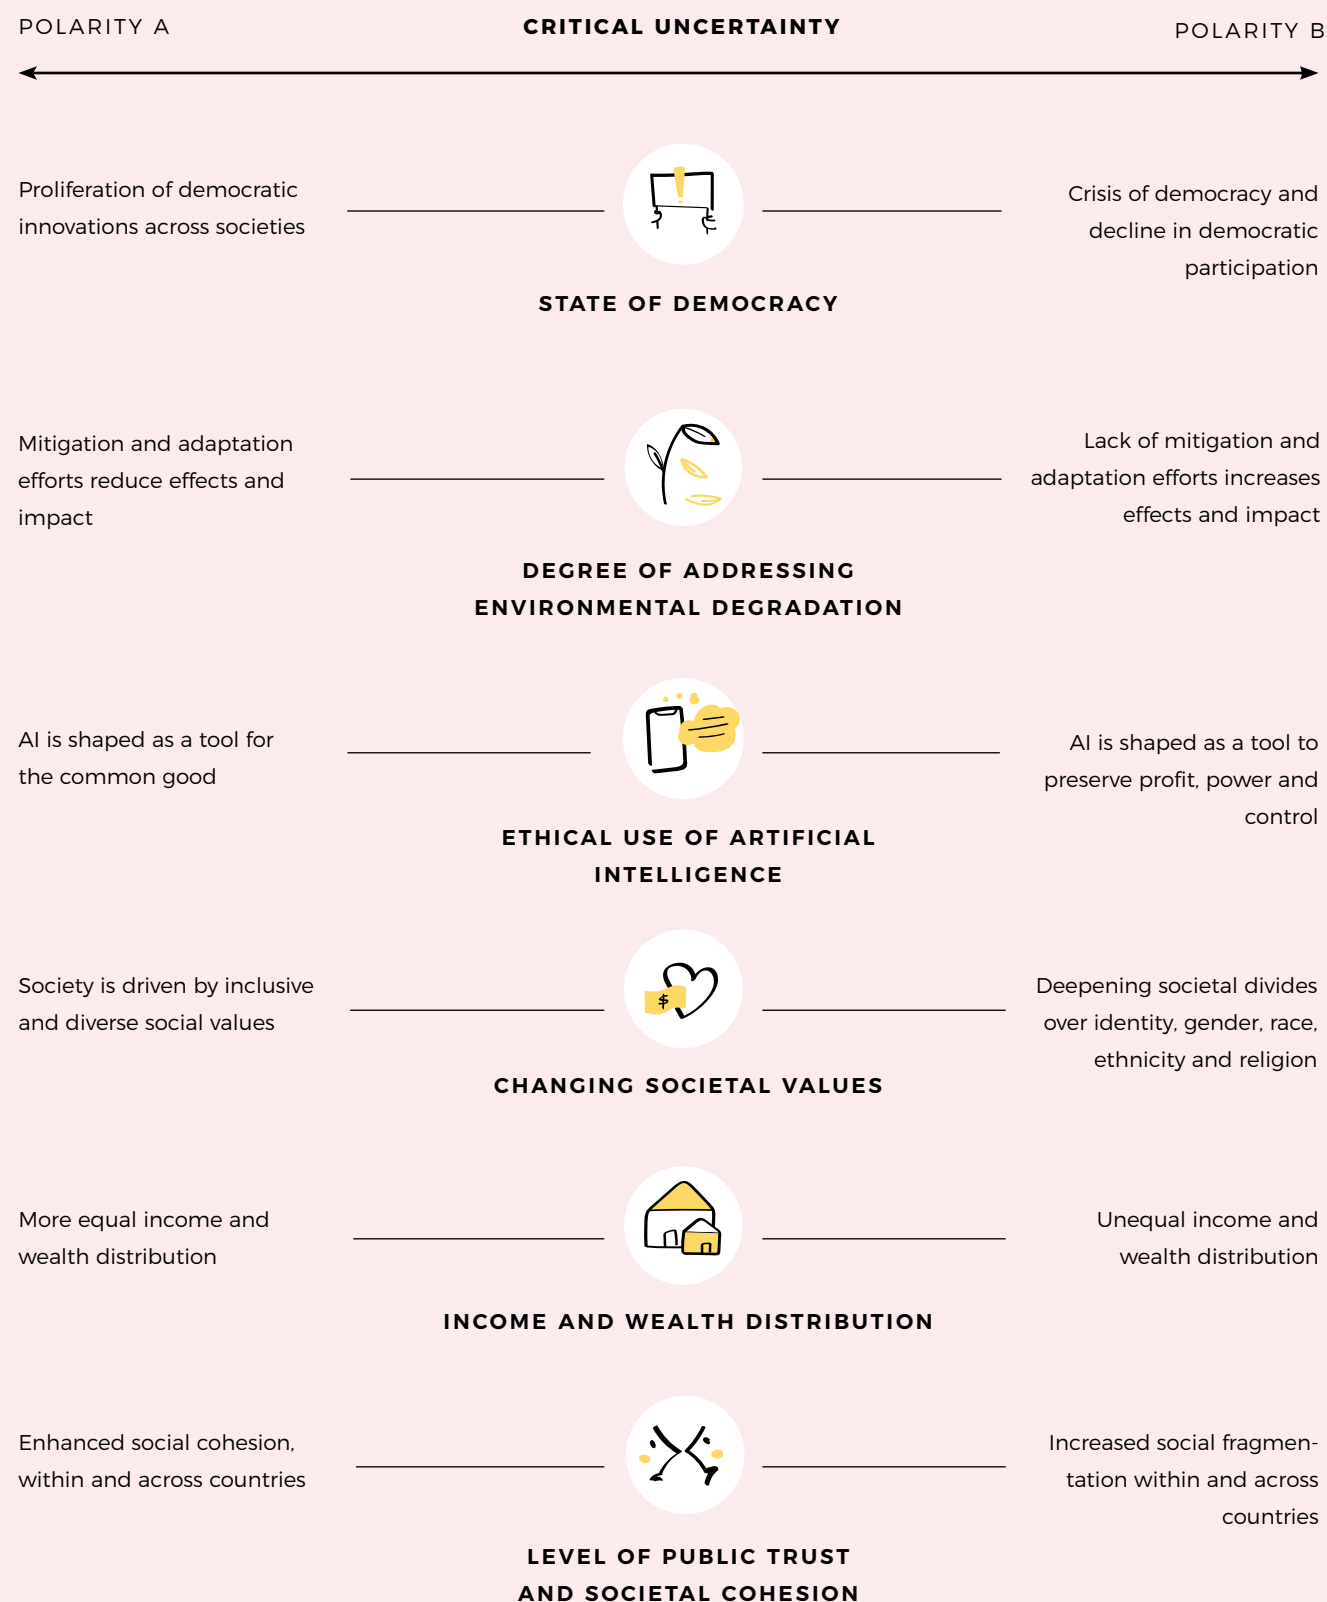 POLARITY A
CRITICAL UNCERTAINTY
POLARITY B
Proliferation of democratic
innovations across societies
Crisis of democracy and
decline in democratic
participation
STATE OF DEMOCRACY
Mitigation and adaptation
efforts reduce effects and
impact
Lack of mitigation and
adaptation efforts increases
effects and impact
DEGREE OF ADDRESSING
ENVIRONMENTAL DEGRADATION
AI is shaped as a tool for
the common good
AI is shaped as a tool to
preserve profit, power and
control
ETHICAL USE OF ARTIFICIAL
INTELLIGENCE
Society is driven by inclusive
and diverse social values
$
Deepening societal divides
over identity, gender, race,
ethnicity and religion
CHANGING SOCIETAL VALUES
More equal income and
wealth distribution
Unequal income and
wealth distribution
INCOME AND WEALTH DISTRIBUTION
Enhanced social cohesion,
within and across countries
Increased social fragmen-
tation within and across
countries
LEVEL OF PUBLIC TRUST
AND SOCIETAL COHESION